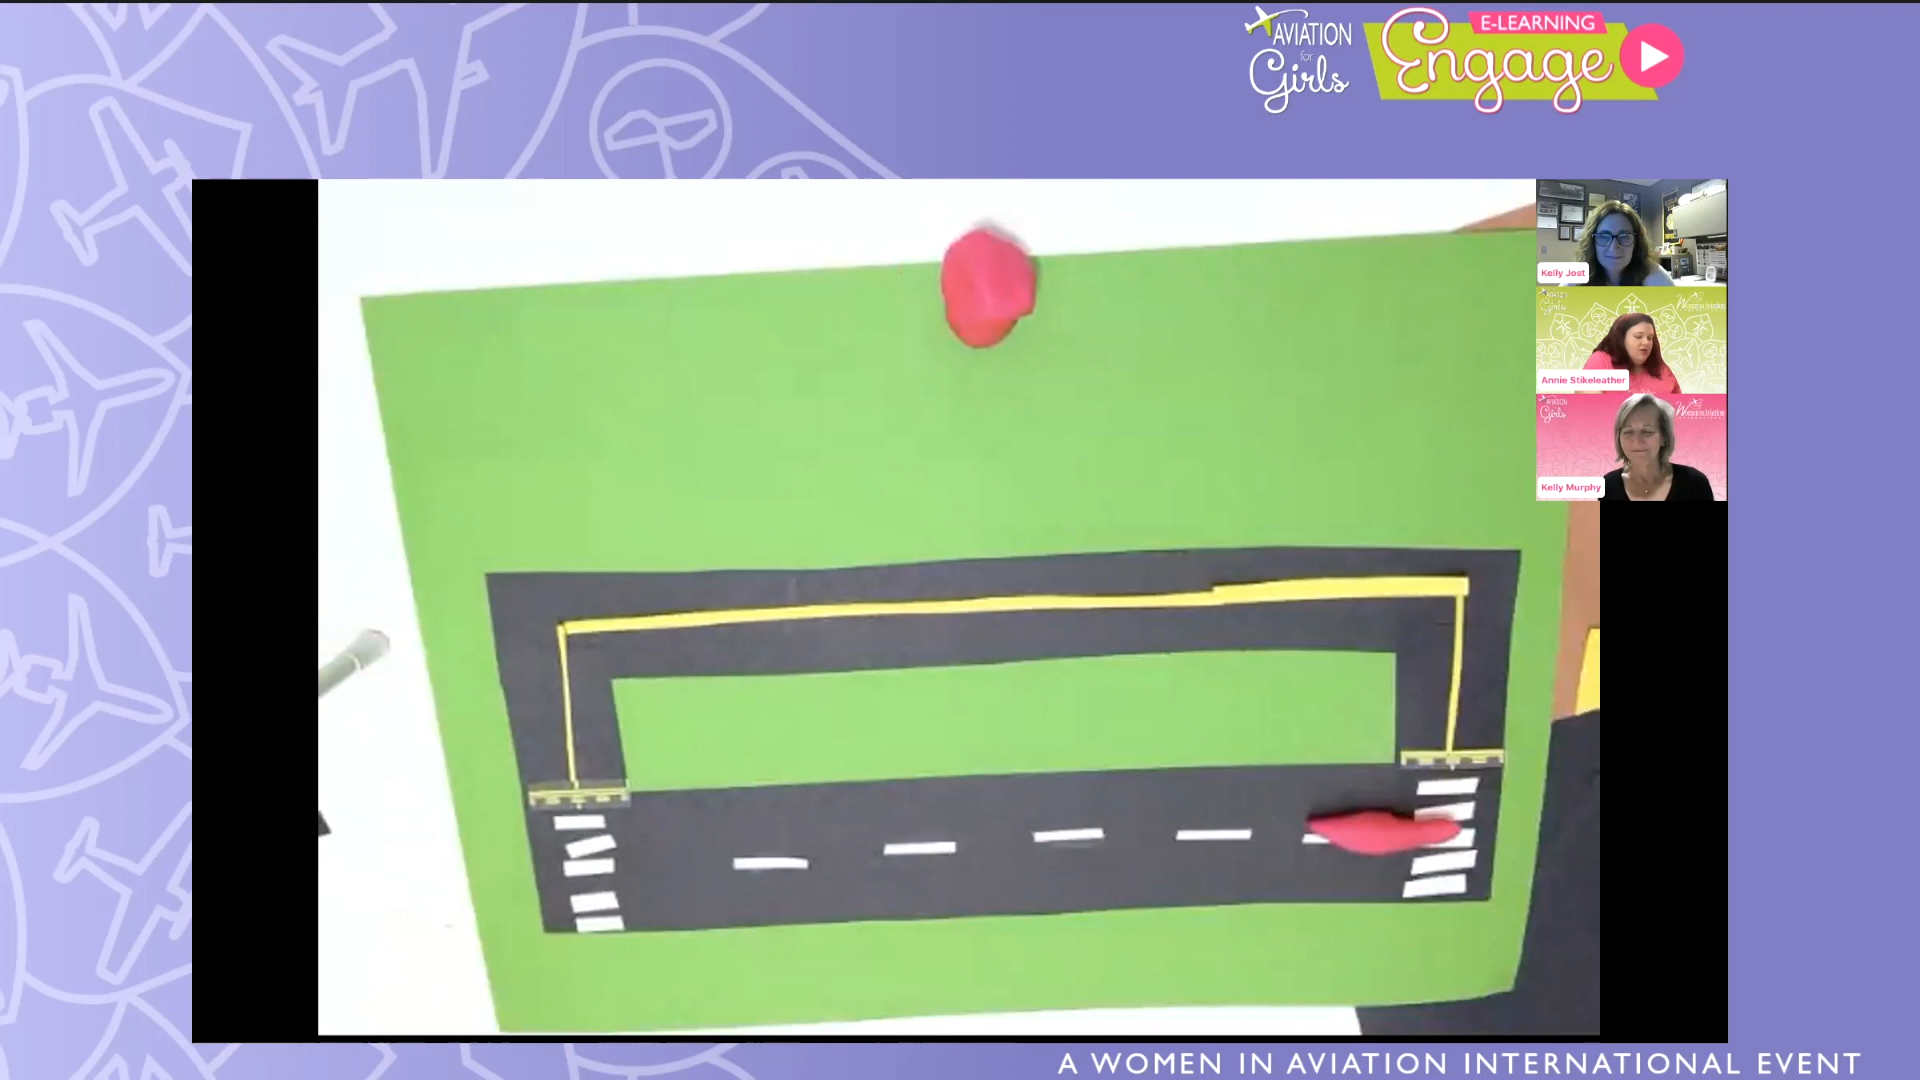 AVIATION
for
Girls
E-LEARNING
Engage
Kelly Jost
Annie Stikeleather
Kelly Murphy
A WOMEN IN AVIATION INTERNATIONAL EVENT